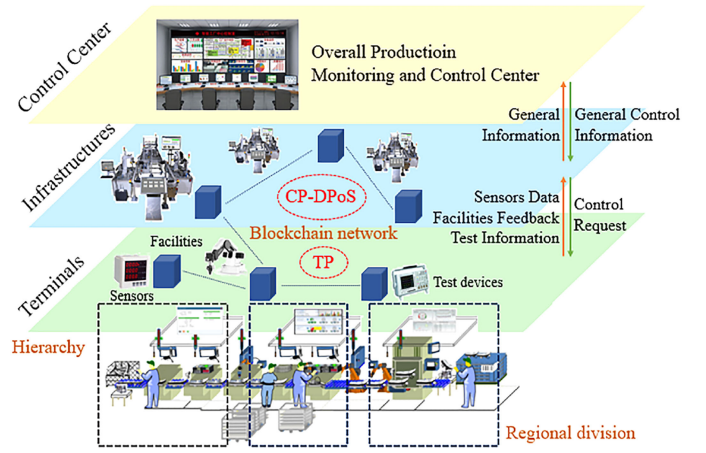 Control Center
Overall Productioin
Monitoring and Control Center
General
Information
General Control
Information
Infrastructures
CP-DPoS
Blockchain network
Sensors Data
Facilities Feedback
Test Information
Control
Request
Terminals
Facilities
TP
Sensors
Test devices
Hierarchy
Regional division